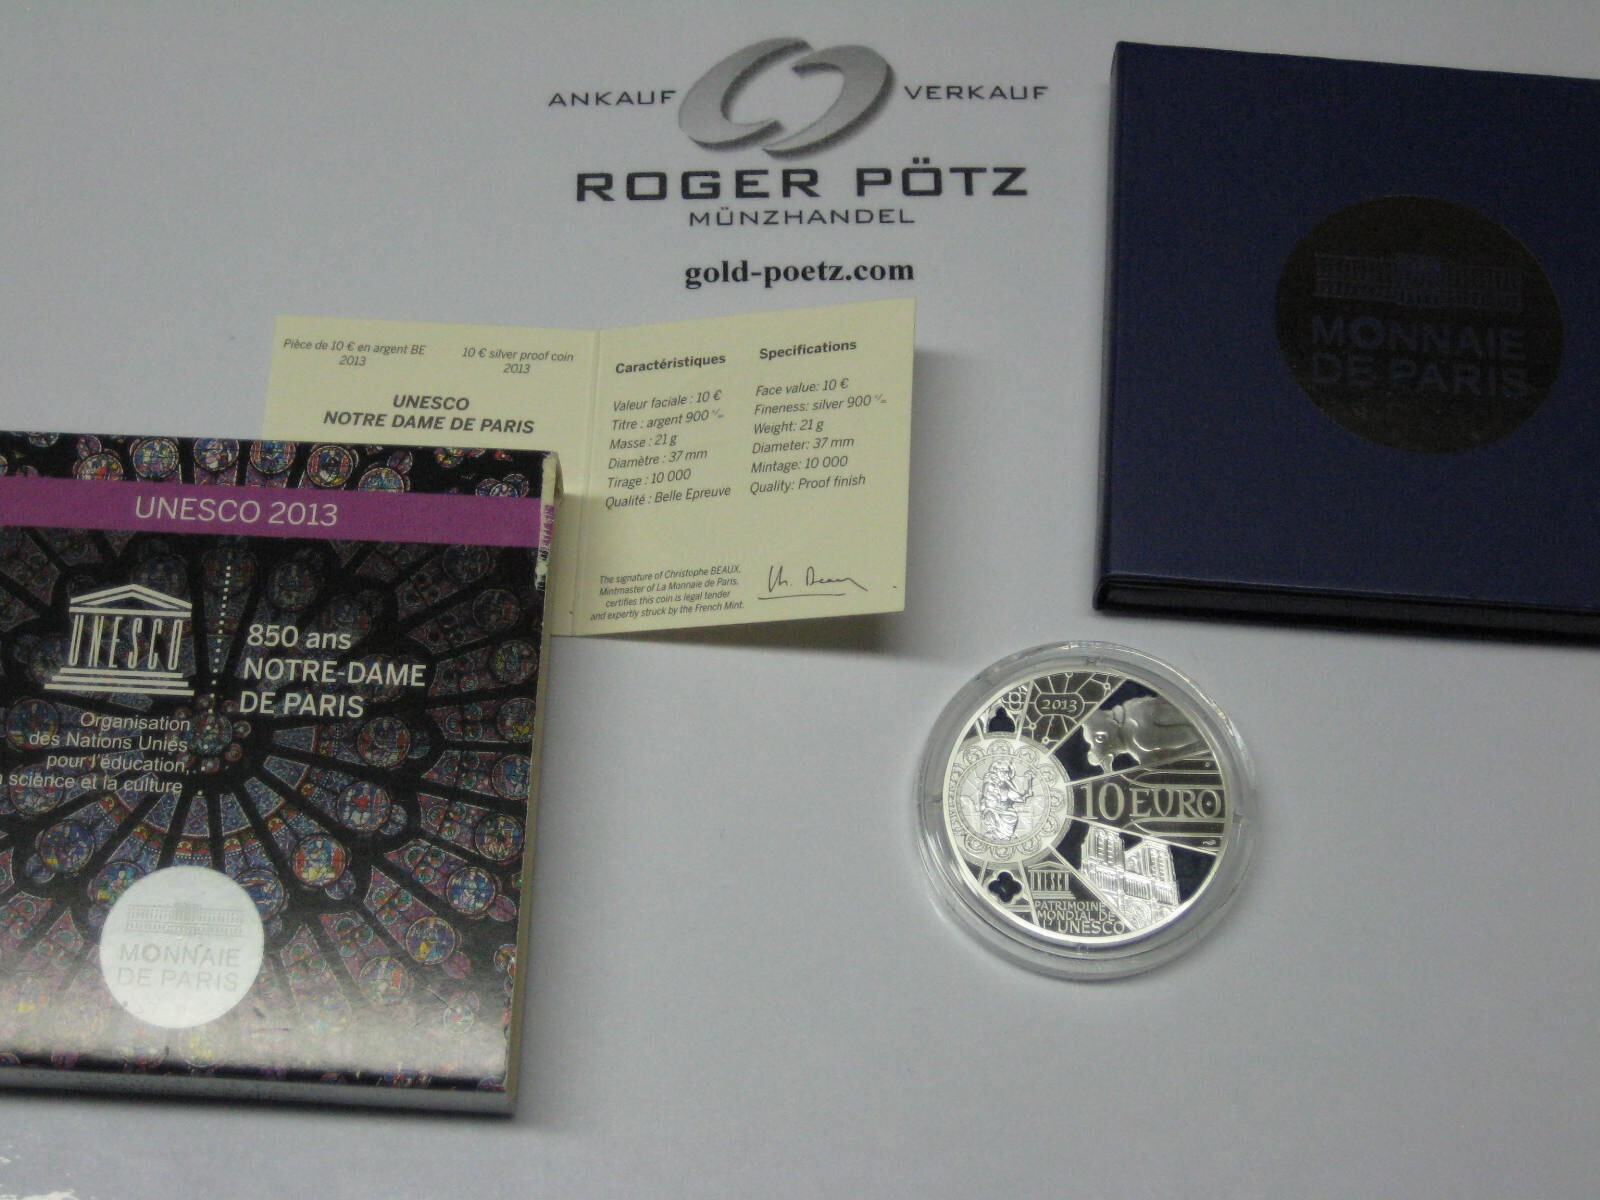 ANKAUF VERKAUF
ROGER PÖTZ
MÜNZHANDEL
gold-poetz.com
MONNAIE
DE PARIS
Pièce de 10 € en argent BE
2013
10 € silver proof coin
2013
UNESCO
NOTRE DAME DE PARIS
Caractéristiques
Valeur faciale : 10 €
Titre : argent 900 ‰
Masse : 21 g
Diamètre : 37 mm
Tirage : 10 000
Qualité : Belle Epreuve
Specifications
Face value: 10 €
Fineness: silver 900 ‰
Weight: 21 g
Diameter: 37 mm
Mintage: 10 000
Quality: Proof finish
The signature of Christophe BEAUX,
Mintmaster of La Monnaie de Paris,
certifies this coin is legal tender
and expertly struck by the French Mint.
Ch. Beaux
UNESCO 2013
UNESCO
850 ans
NOTRE-DAME
DE PARIS
Organisation
des Nations Unies
pour l'éducation,
science et la culture
MONNAIE
DE PARIS
2013
10 EURO
UNESCO
PATRIMOINE
MONDIAL DE
L'UNESCO